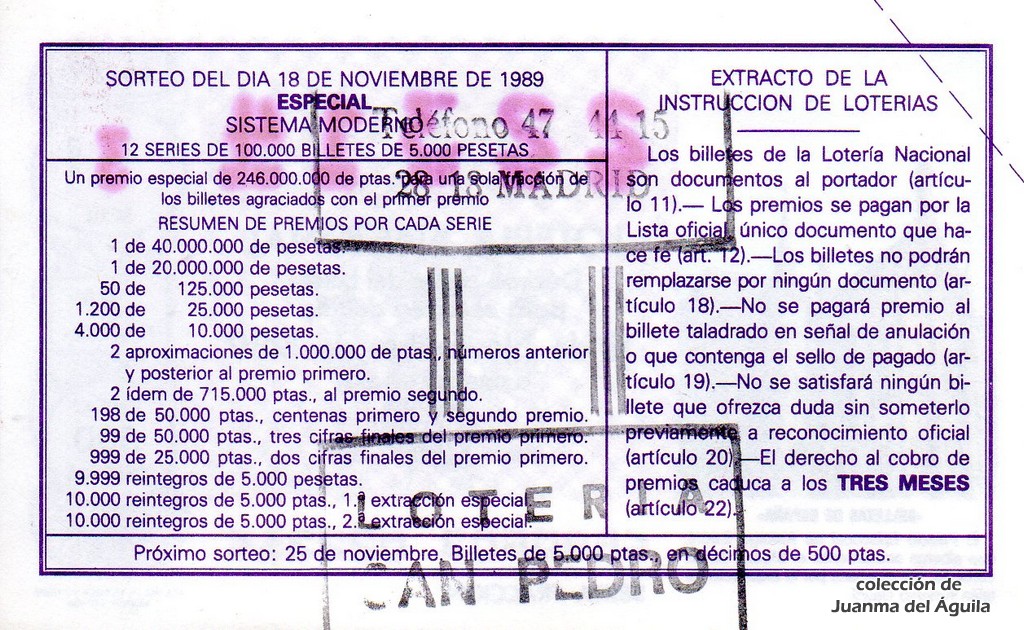 SORTEO DEL DIA 18 DE NOVIEMBRE DE 1989
ESPECIAL
SISTEMA MODERNO
12 SERIES DE 100.000 BILLETES DE 5.000 PESETAS
Un premio especial de 246.000.000 de ptas. para una sola fracción de
los billetes agraciados con el primer premio
RESUMEN DE PREMIOS POR CADA SERIE
1 de 40.000.000 de pesetas.
1 de 20.000.000 de pesetas.
50 de 125.000 pesetas.
1.200 de 25.000 pesetas.
4.000 de 10.000 pesetas.
2 aproximaciones de 1.000.000 de ptas., números anterior
y posterior al premio primero.
2 ídem de 715.000 ptas., al premio segundo.
198 de 50.000 ptas., centenas primero y segundo premio.
99 de 50.000 ptas., tres cifras finales del premio primero.
999 de 25.000 ptas., dos cifras finales del premio primero.
9.999 reintegros de 5.000 pesetas.
10.000 reintegros de 5.000 ptas., 1.ª extracción especial.
10.000 reintegros de 5.000 ptas., 2.ª extracción especial.
EXTRACTO DE LA
INSTRUCCION DE LOTERIAS
Los billetes de la Lotería Nacional
son documentos al portador (artícu-
lo 11).— Los premios se pagan por la
Lista oficial, único documento que ha-
ce fe (art. 12).—Los billetes no podrán
remplazarse por ningún documento (ar-
tículo 18).—No se pagará premio al
billete taladrado en señal de anulación
o que contenga el sello de pagado (ar-
tículo 19).—No se satisfará ningún bi-
llete que ofrezca duda sin someterlo
previamente a reconocimiento oficial
(artículo 20).—El derecho al cobro de
premios caduca a los TRES MESES
(artículo 22).
Próximo sorteo: 25 de noviembre. Billetes de 5.000 ptas., en décimos de 500 ptas.
Teléfono 47 44 15
28 18 MADRID
LOTERIA
SAN PEDRO
colección de
Juanma del Águila